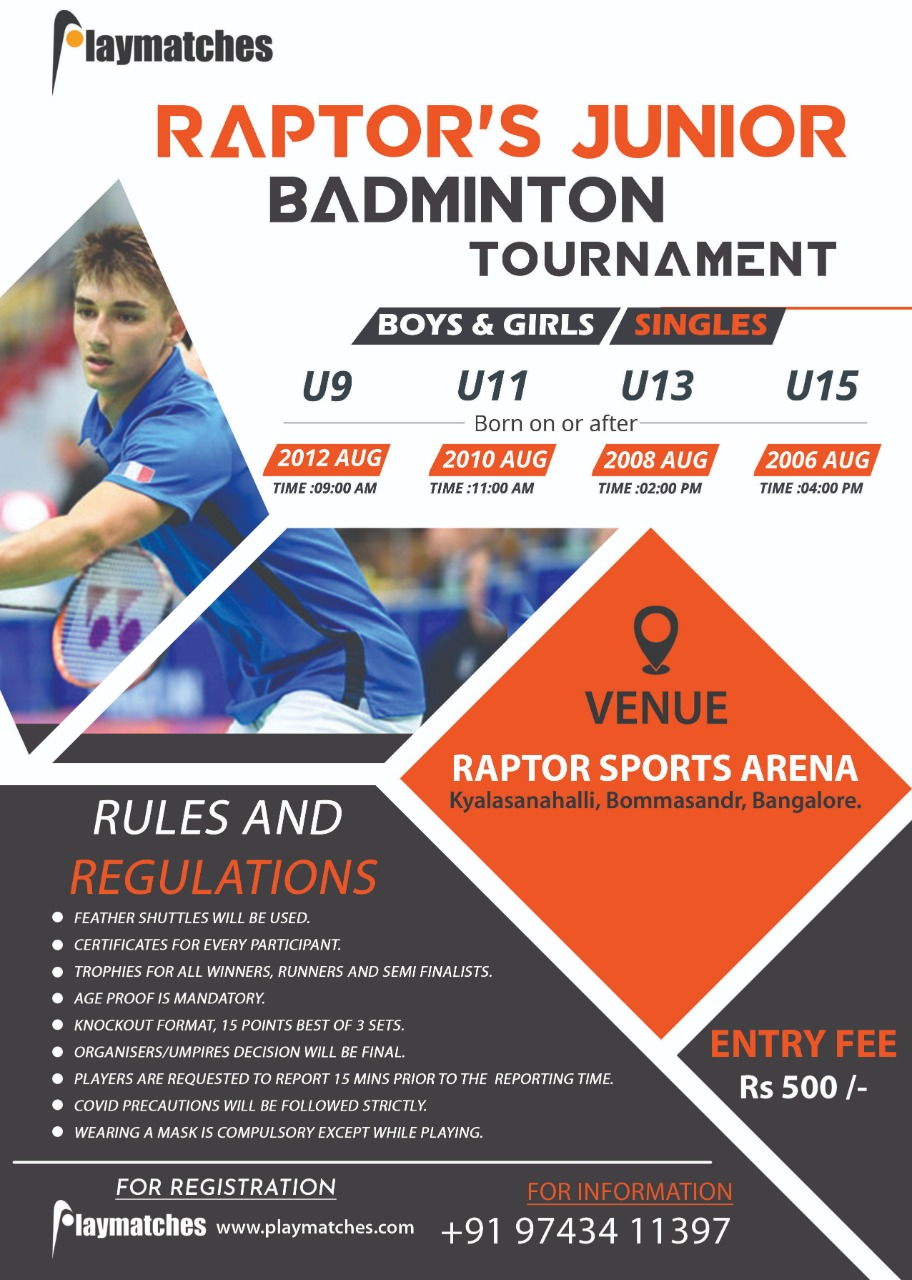 Playmatches
RAPTOR'S JUNIOR
BADMINTON
TOURNAMENT
BOYS & GIRLS SINGLES
U9 U11 U13 U15
Born on or after
2012 AUG 2010 AUG 2008 AUG 2006 AUG
TIME :09:00 AM TIME :11:00 AM TIME :02:00 PM TIME :04:00 PM
VENUE
RAPTOR SPORTS ARENA
Kyalasanahalli, Bommasandr, Bangalore.
RULES AND
REGULATIONS
FEATHER SHUTTLES WILL BE USED.
CERTIFICATES FOR EVERY PARTICIPANT.
TROPHIES FOR ALL WINNERS, RUNNERS AND SEMI FINALISTS.
AGE PROOF IS MANDATORY.
KNOCKOUT FORMAT, 15 POINTS BEST OF 3 SETS.
ORGANISERS/UMPIRES DECISION WILL BE FINAL.
PLAYERS ARE REQUESTED TO REPORT 15 MINS PRIOR TO THE REPORTING TIME.
COVID PRECAUTIONS WILL BE FOLLOWED STRICTLY.
WEARING A MASK IS COMPULSORY EXCEPT WHILE PLAYING.
ENTRY FEE
Rs 500 /-
FOR REGISTRATION
Playmatches www.playmatches.com
FOR INFORMATION
+91 97434 11397